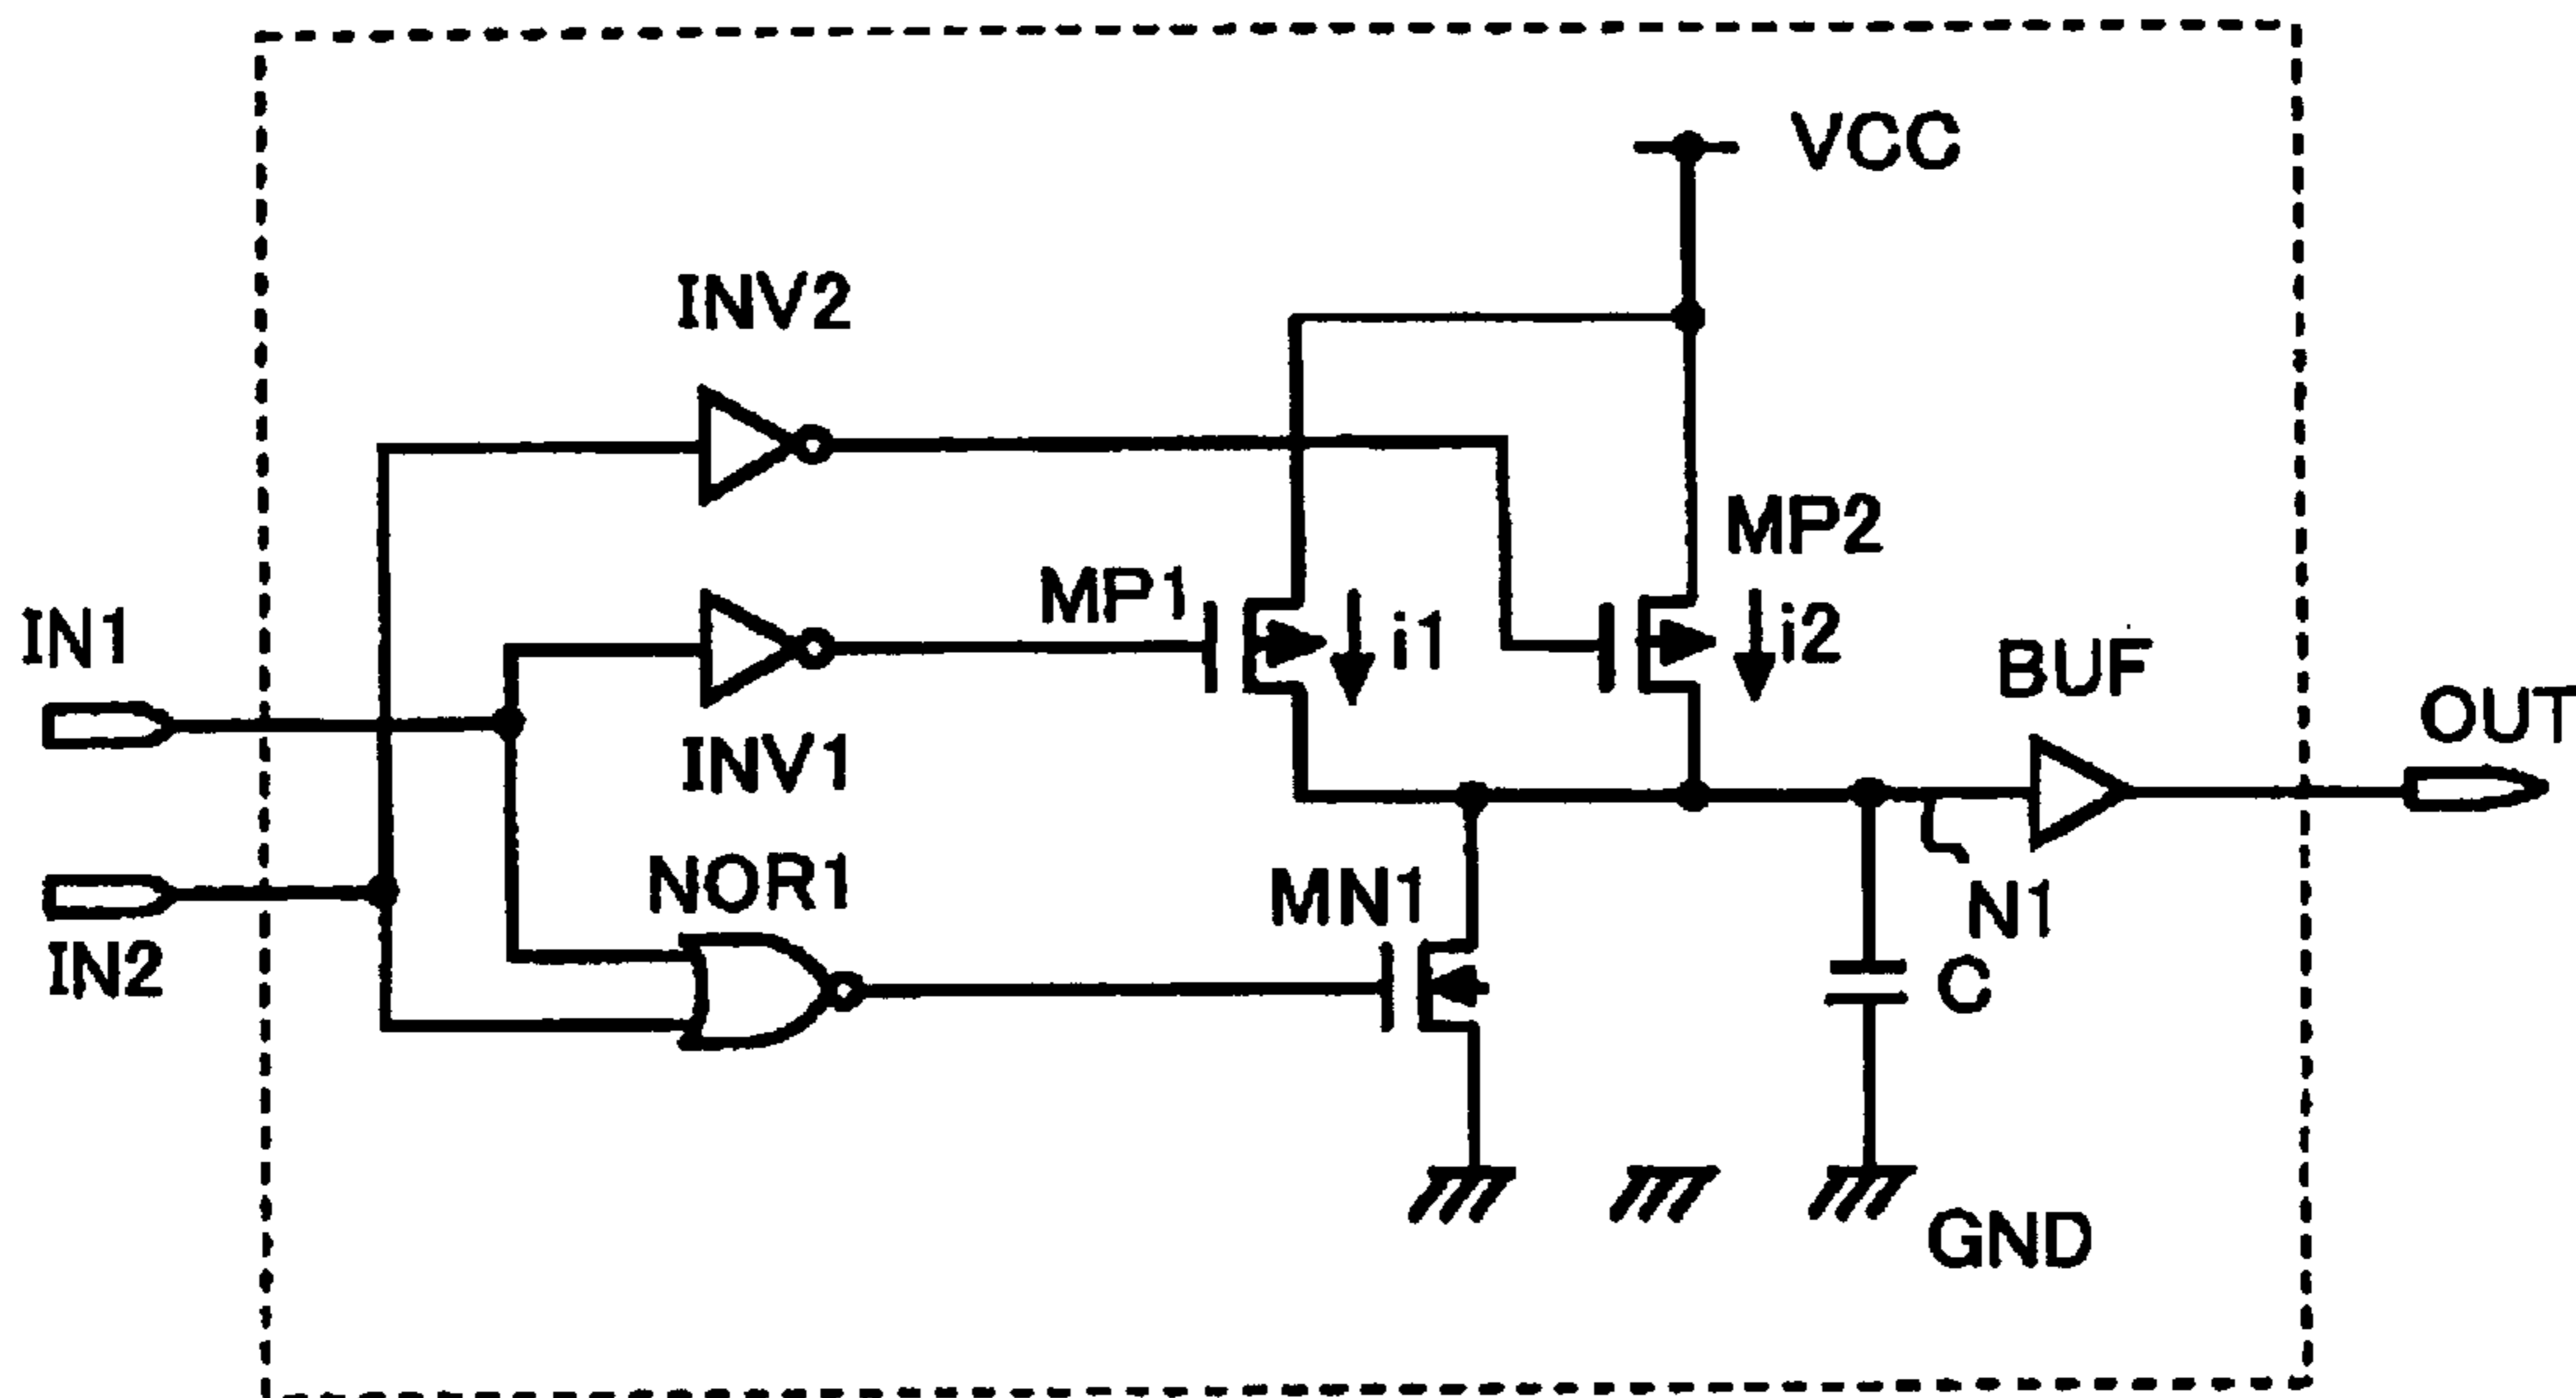 VCC
INV2
MP2
MP1
i1
i2
IN1
BUF
OUT
INV1
NOR1
MN1
N1
IN2
C
GND